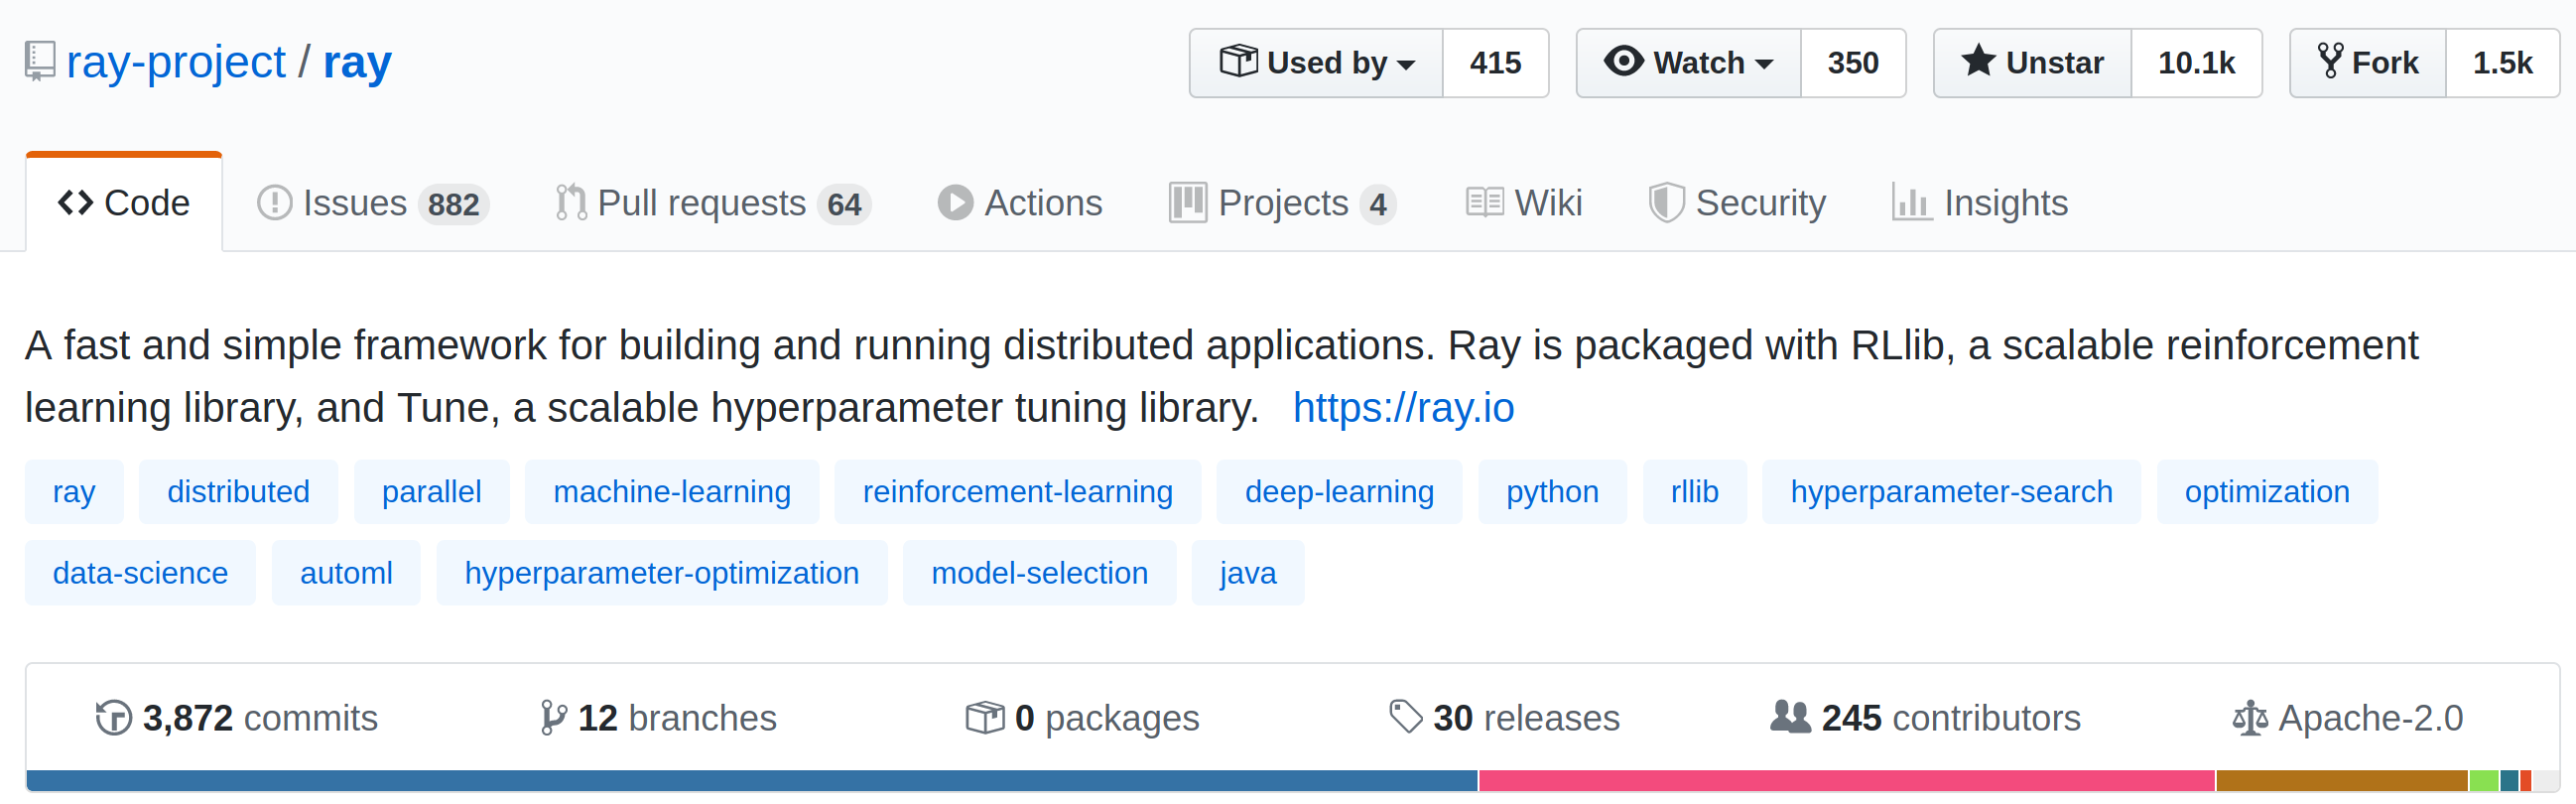 ray-project / ray
Used by 415 Watch 350 Unstar 10.1k Fork 1.5k
Code Issues 882 Pull requests 64 Actions Projects 4 Wiki Security Insights
A fast and simple framework for building and running distributed applications. Ray is packaged with RLlib, a scalable reinforcement
learning library, and Tune, a scalable hyperparameter tuning library. https://ray.io
ray distributed parallel machine-learning reinforcement-learning deep-learning python rllib hyperparameter-search optimization
data-science automl hyperparameter-optimization model-selection java
3,872 commits 12 branches 0 packages 30 releases 245 contributors Apache-2.0